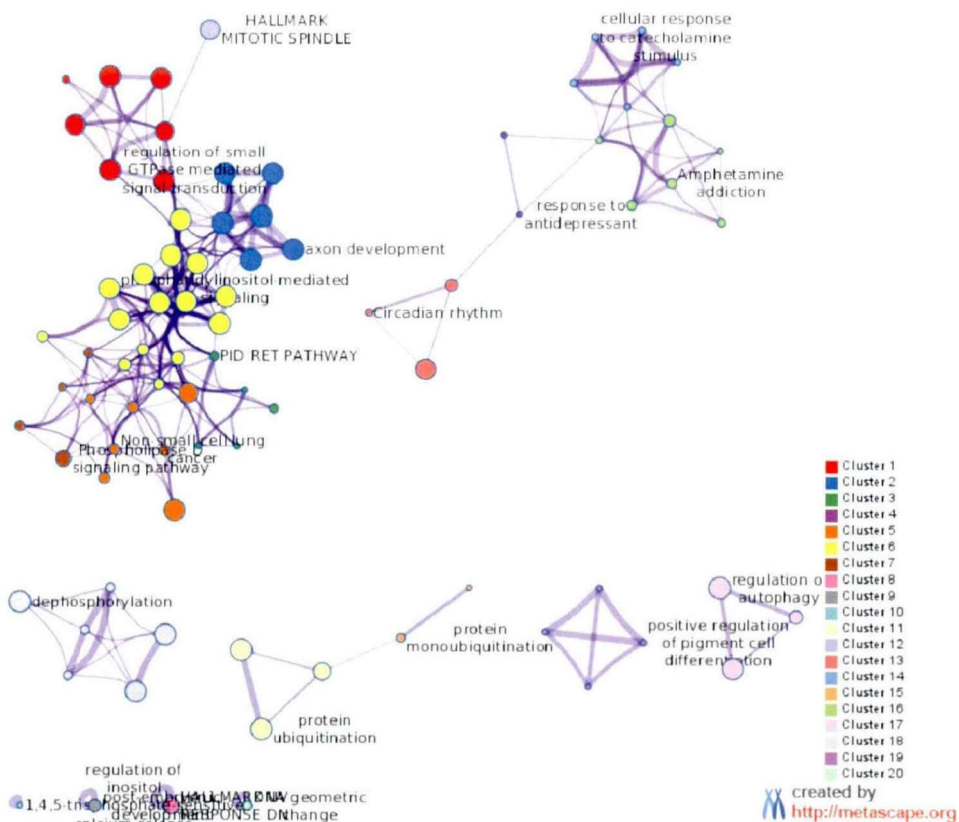 HALLMARK
MITOTIC SPINDLE
cellular response
to catecholamine
stimulus
regulation of small
GTPase mediated
signal transduction
Amphetamine
addiction
response to
antidepressant
axon development
phosphatidylinositol-mediated
signaling
Circadian rhythm
PID RET PATHWAY
Non-small cell lung
cancer
Phospholipase D
signaling pathway
Cluster 1
Cluster 2
Cluster 3
Cluster 4
Cluster 5
Cluster 6
Cluster 7
Cluster 8
Cluster 9
Cluster 10
Cluster 11
Cluster 12
Cluster 13
Cluster 14
Cluster 15
Cluster 16
Cluster 17
Cluster 18
Cluster 19
Cluster 20
dephosphorylation
regulation o
autophagy
protein
monoubiquitination
positive regulation
of pigment cell
differentiation
protein
ubiquitination
regulation of
inositol
geometric
change
created by
http://metascape.org